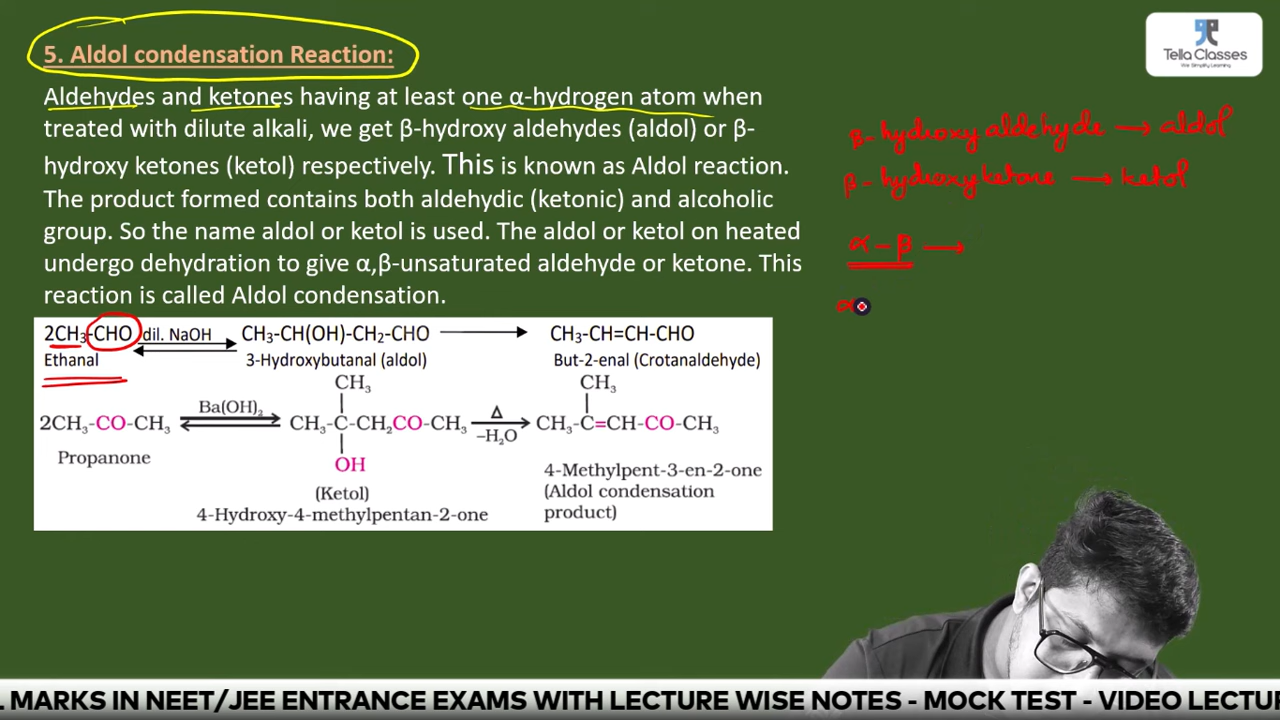 5. Aldol condensation Reaction:
Tella Classes
We Simplify Learning
Aldehydes and ketones having at least one α-hydrogen atom when
treated with dilute alkali, we get β-hydroxy aldehydes (aldol) or β-
hydroxy ketones (ketol) respectively. This is known as Aldol reaction.
The product formed contains both aldehydic (ketonic) and alcoholic
group. So the name aldol or ketol is used. The aldol or ketol on heated
undergo dehydration to give α,β-unsaturated aldehyde or ketone. This
reaction is called Aldol condensation.
β- hydroxy aldehyde → aldol
β - hydroxy ketone → ketol
α - β →
α
2CH₃-CHO dil. NaOH CH₃-CH(OH)-CH₂-CHO CH₃-CH=CH-CHO
Ethanal 3-Hydroxybutanal (aldol) But-2-enal (Crotanaldehyde)
CH₃ CH₃
2CH₃-CO-CH₃ Ba(OH)₂ CH₃-C-CH₂CO-CH₃ Δ –H₂O CH₃-C=CH-CO-CH₃
Propanone OH
4-Methylpent-3-en-2-one
(Ketol) (Aldol condensation
4-Hydroxy-4-methylpentan-2-one product)
MARKS IN NEET/JEE ENTRANCE EXAMS WITH LECTURE WISE NOTES - MOCK TEST - VIDEO LECTU